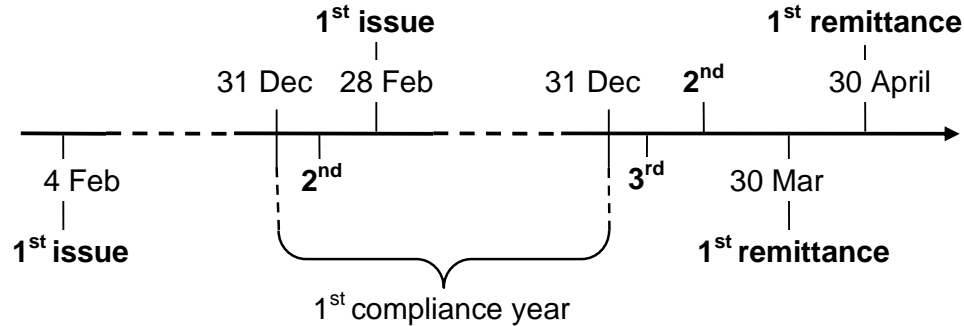 1st issue
1st remittance
31 Dec
28 Feb
31 Dec
2nd
30 April
4 Feb
2nd
3rd
30 Mar
1st issue
1st remittance
1st compliance year